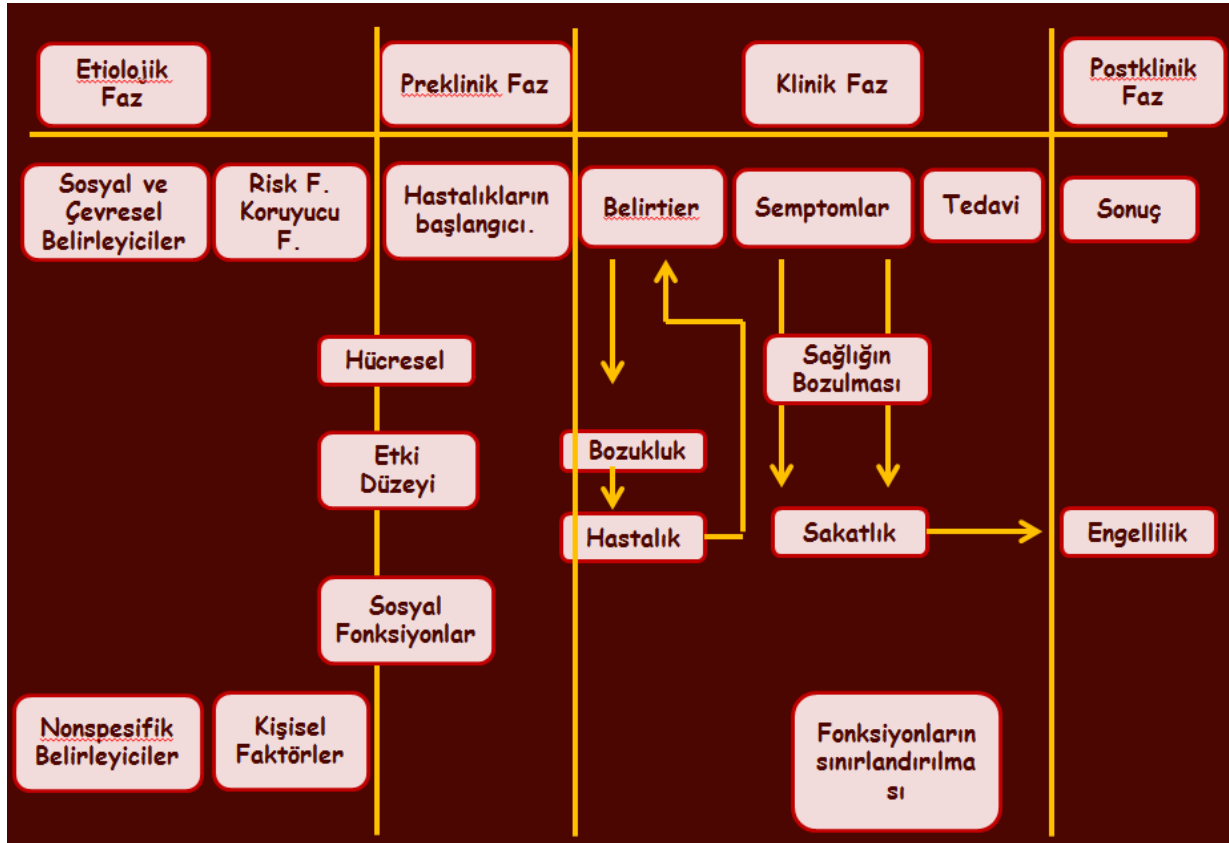 Etiolojik
Faz
Preklinik Faz
Klinik Faz
Postklinik
Faz
Sosyal ve
Çevresel
Belirleyiciler
Risk F.
Koruyucu
F.
Hastalıkların
başlangıcı.
Belirtier
Semptomlar
Tedavi
Sonuç
Hücresel
Sağlığın
Bozulması
Etki
Düzeyi
Bozukluk
Hastalık
Sakatlık
Engellilik
Sosyal
Fonksiyonlar
Nonspesifik
Belirleyiciler
Kişisel
Faktörler
Fonksiyonların
sınırlandırılma
sı